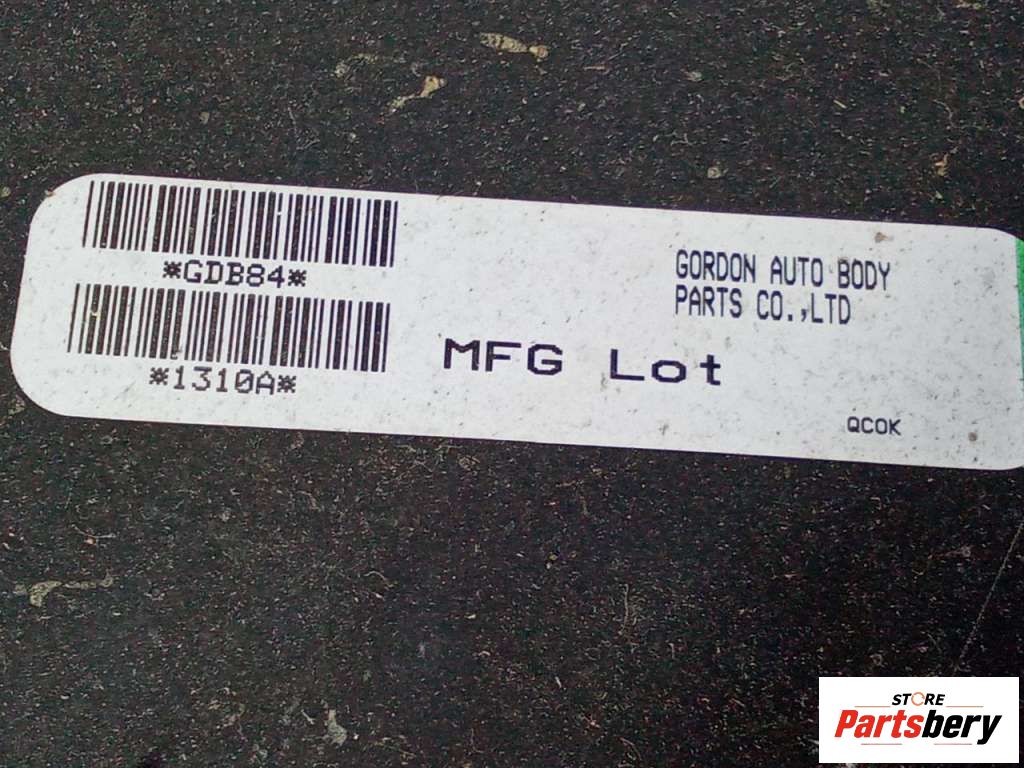 *GDB84*
*1310A*
MFG Lot
GORDON AUTO BODY
PARTS CO.,LTD
QCOK
STORE
Partsbery